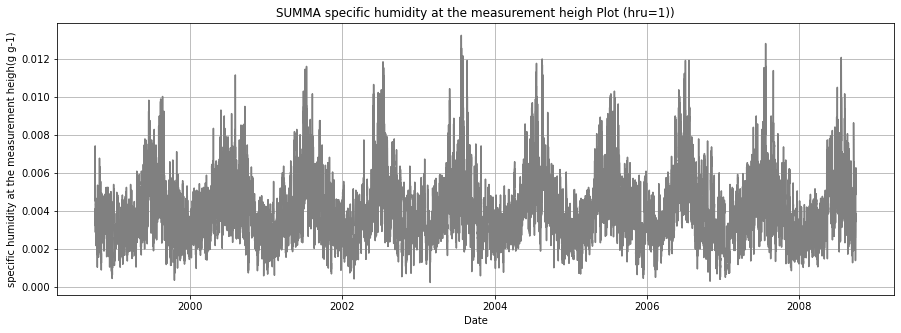 SUMMA specific humidity at the measurement heigh Plot (hru=1))
specific humidity at the measurement heigh(g g-1)
0.012
0.010
0.008
0.006
0.004
0.002
0.000
2000 2002 2004 2006 2008
Date